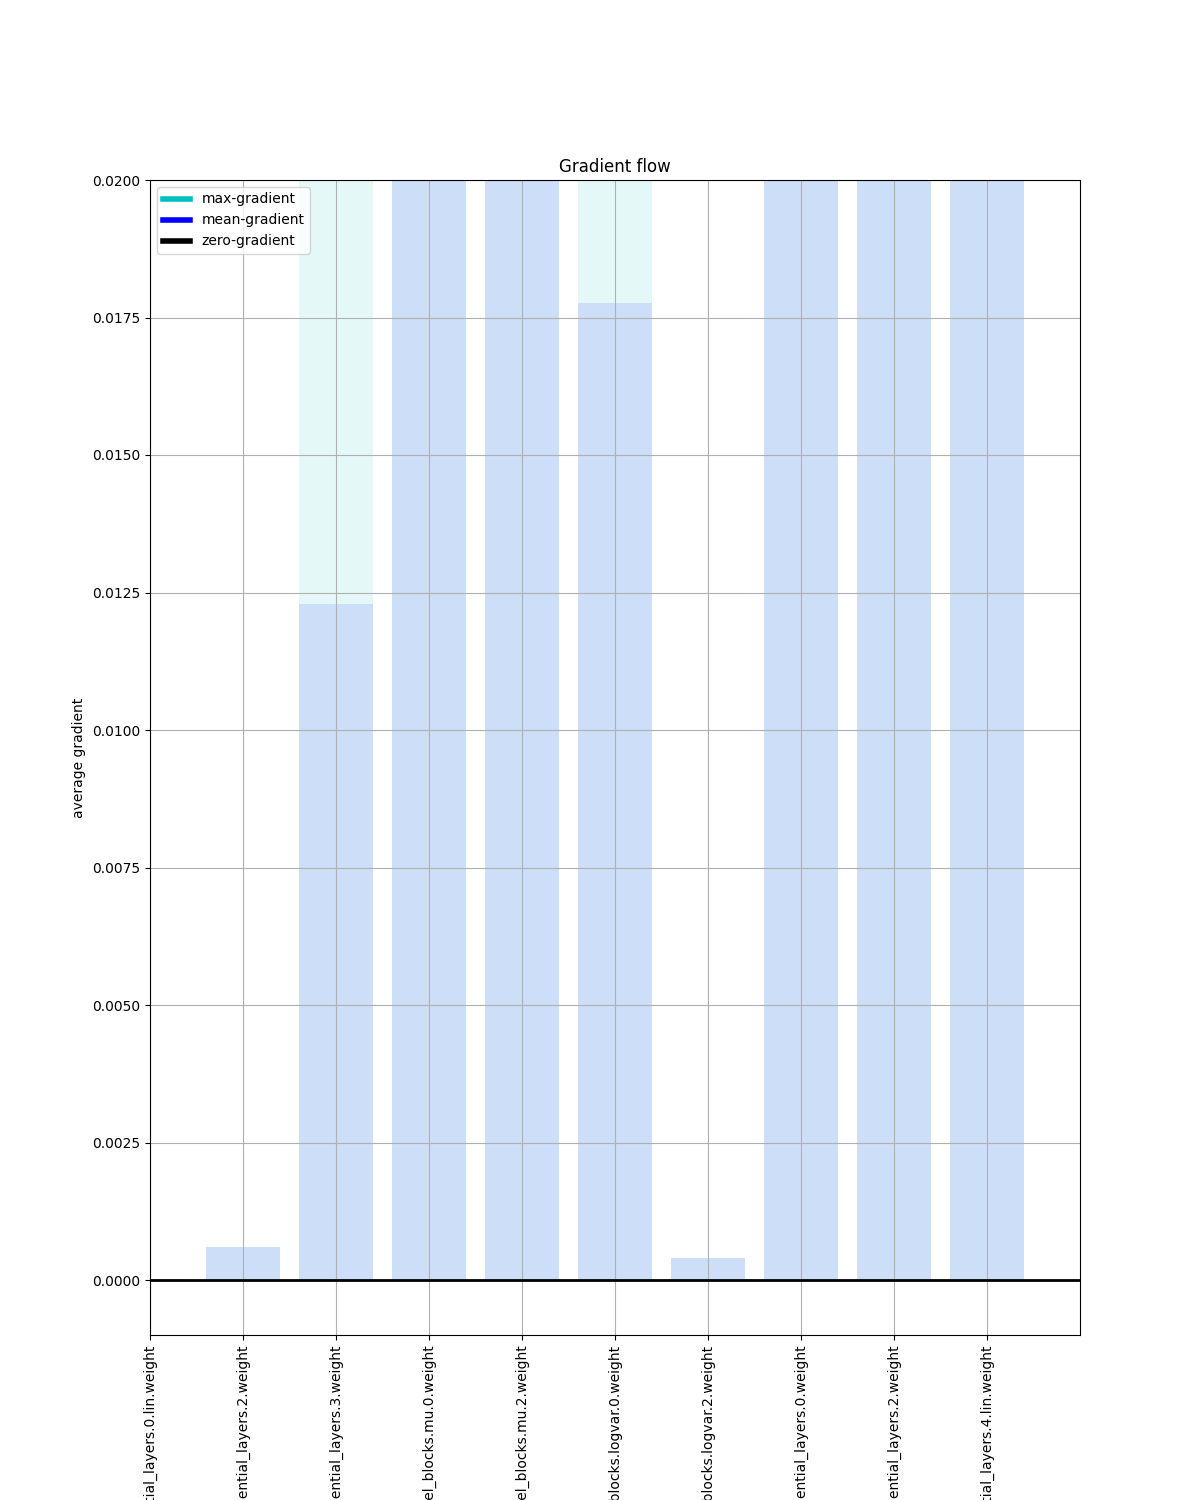 Gradient flow
max-gradient
mean-gradient
zero-gradient
0.0200
0.0175
0.0150
0.0125
0.0100
0.0075
0.0050
0.0025
0.0000
average gradient
tial_layers.0.lin.weight
ential_layers.2.weight
ential_layers.3.weight
el_blocks.mu.0.weight
el_blocks.mu.2.weight
blocks.logvar.0.weight
blocks.logvar.2.weight
ential_layers.0.weight
ential_layers.2.weight
tial_layers.4.lin.weight